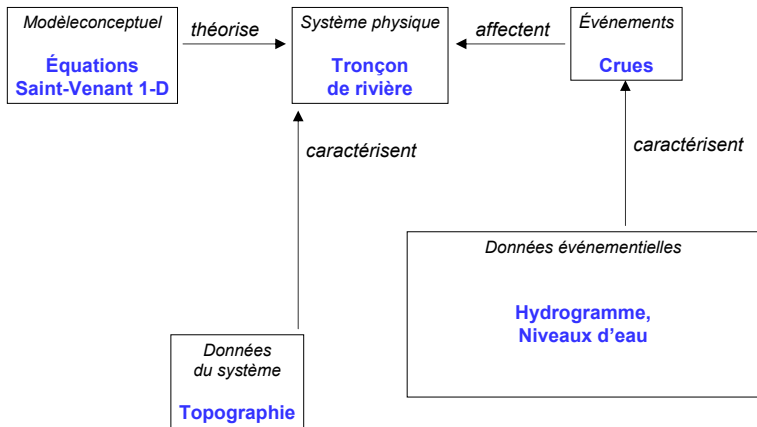 Modèleconceptuel
Équations
Saint-Venant 1-D
théorise
Système physique
Tronçon
de rivière
affectent
Événements
Crues
caractérisent
caractérisent
Données événementielles
Hydrogramme,
Niveaux d’eau
Données
du système
Topographie